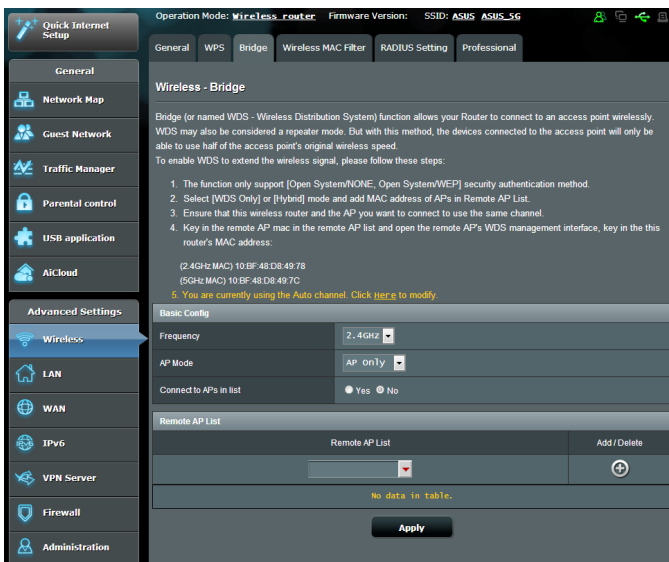 Quick Internet Setup
Operation Mode: Wireless router Firmware Version: SSID: ASUS ASUS_5G
General
Network Map
Guest Network
Traffic Manager
Parental control
USB application
AiCloud
Advanced Settings
Wireless
LAN
WAN
IPv6
VPN Server
Firewall
Administration
General WPS Bridge Wireless MAC Filter RADIUS Setting Professional
Wireless - Bridge
Bridge (or named WDS - Wireless Distribution System) function allows your Router to connect to an access point wirelessly.
WDS may also be considered a repeater mode. But with this method, the devices connected to the access point will only be
able to use half of the access point's original wireless speed.
To enable WDS to extend the wireless signal, please follow these steps:
1. The function only support [Open System/NONE, Open System/WEP] security authentication method.
2. Select [WDS Only] or [Hybrid] mode and add MAC address of APs in Remote AP List.
3. Ensure that this wireless router and the AP you want to connect to use the same channel.
4. Key in the remote AP mac in the remote AP list and open the remote AP's WDS management interface, key in the this
router's MAC address:
(2.4GHz MAC) 10:BF:48:D8:49:78
(5GHz MAC) 10:BF:48:D8:49:7C
5. You are currently using the Auto channel. Click Here to modify.
Basic Config
Frequency 2.4GHz
AP Mode AP Only
Connect to APs in list Yes No
Remote AP List
Remote AP List Add / Delete
No data in table.
Apply